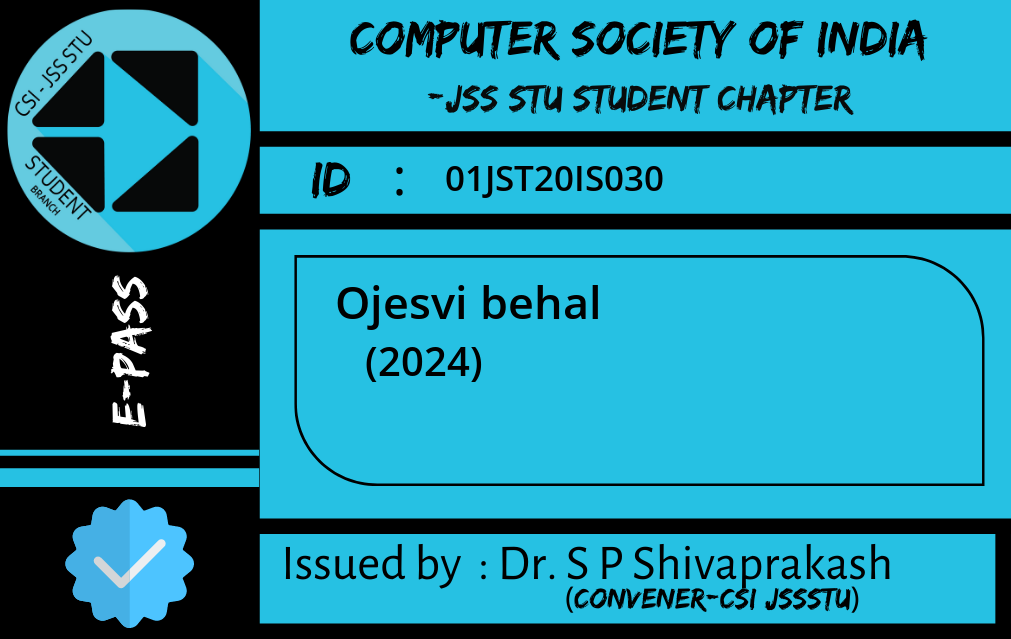 CSI - JSS STU
STUDENT
BRANCH
E-PASS
COMPUTER SOCIETY OF INDIA
-JSS STU STUDENT CHAPTER
ID : 01JST20IS030
Ojesvi behal
(2024)
Issued by : Dr. S P Shivaprakash
(CONVENER-CSI JSSSTU)